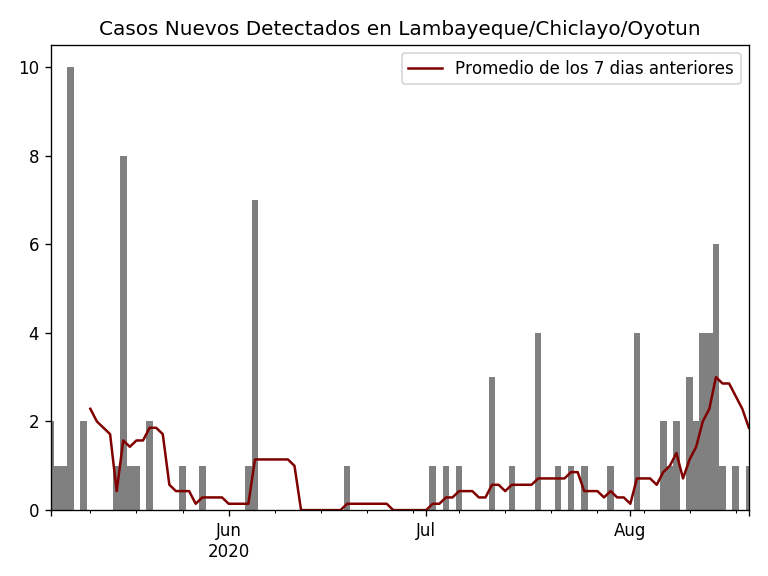 Casos Nuevos Detectados en Lambayeque/Chiclayo/Oyotun
Promedio de los 7 dias anteriores
10
8
6
4
2
0
Jun
2020
Jul
Aug